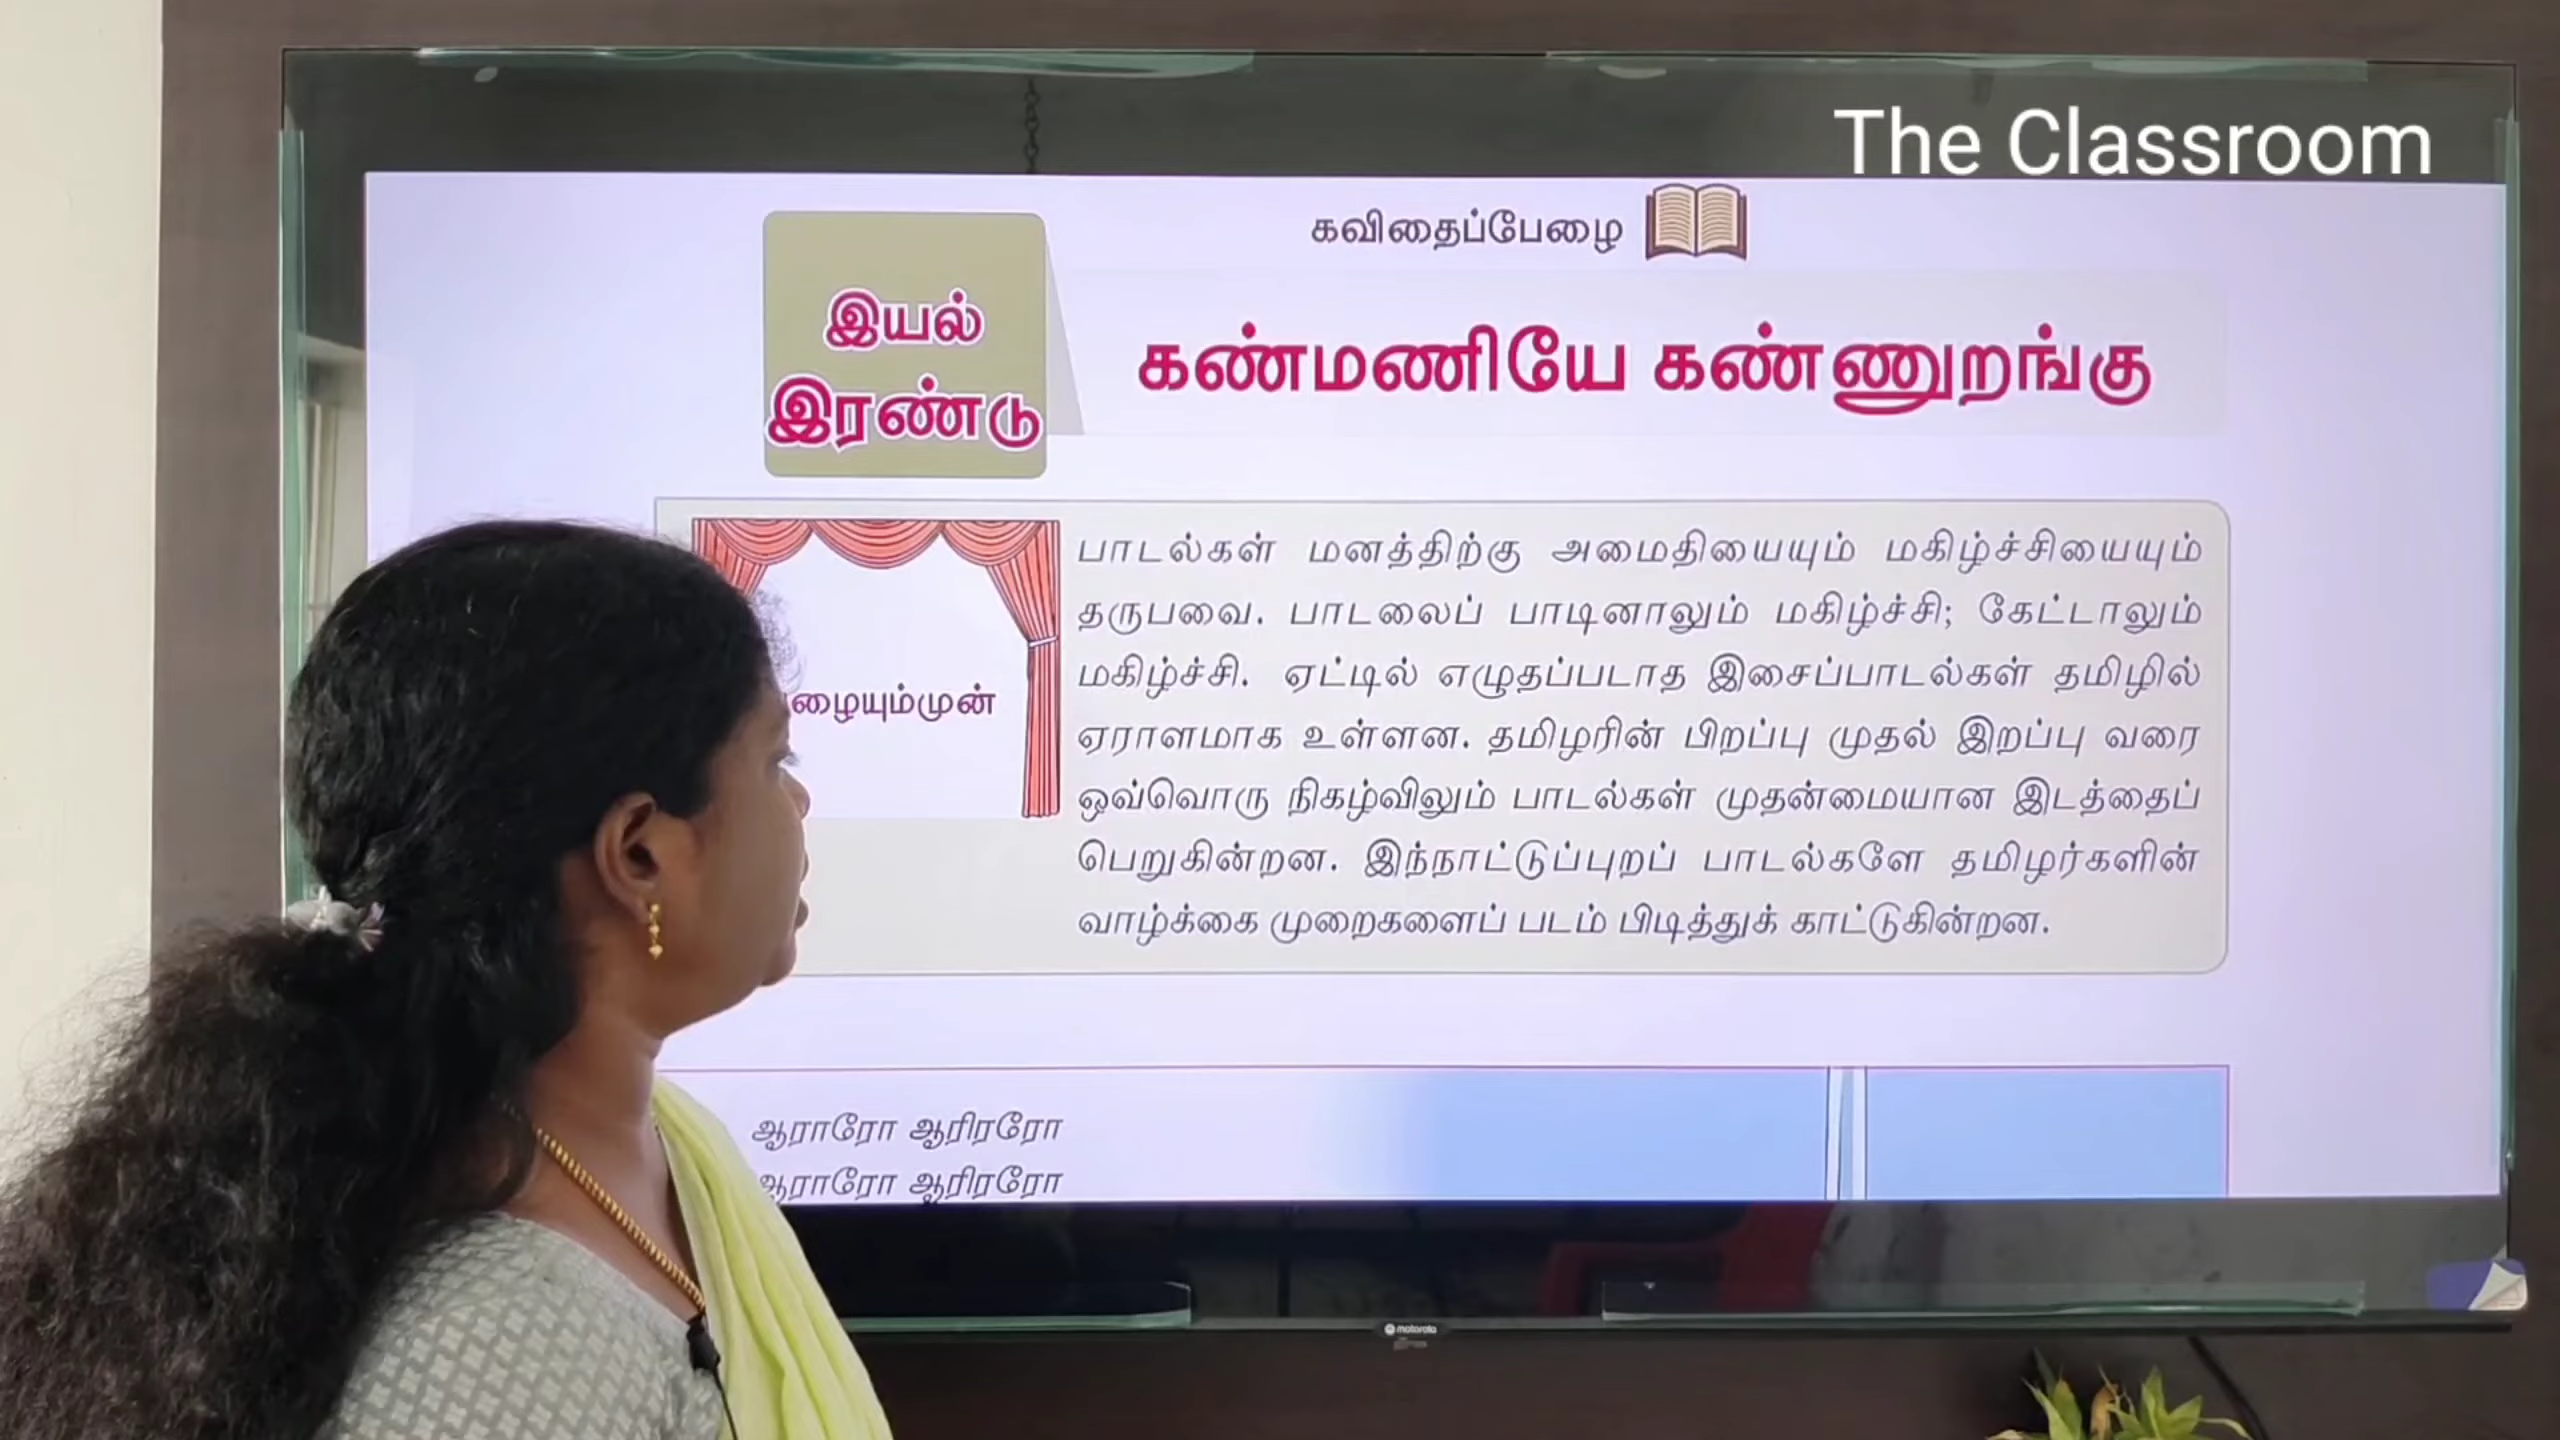 The Classroom
கவிதைப்பேழை
இயல்
இரண்டு
கண்மணியே கண்ணுறங்கு
பாடல்கள் மனத்திற்கு அமைதியையும் மகிழ்ச்சியையும்
தருபவை. பாடலைப் பாடினாலும் மகிழ்ச்சி; கேட்டாலும்
மகிழ்ச்சி. ஏட்டில் எழுதப்படாத இசைப்பாடல்கள் தமிழில்
ஏராளமாக உள்ளன. தமிழரின் பிறப்பு முதல் இறப்பு வரை
ஒவ்வொரு நிகழ்விலும் பாடல்கள் முதன்மையான இடத்தைப்
பெறுகின்றன. இந்நாட்டுப்புறப் பாடல்களே தமிழர்களின்
வாழ்க்கை முறைகளைப் படம் பிடித்துக் காட்டுகின்றன.
ழையும்முன்
ஆராரோ ஆரிரரோ
ஆராரோ ஆரிரரோ
motorola